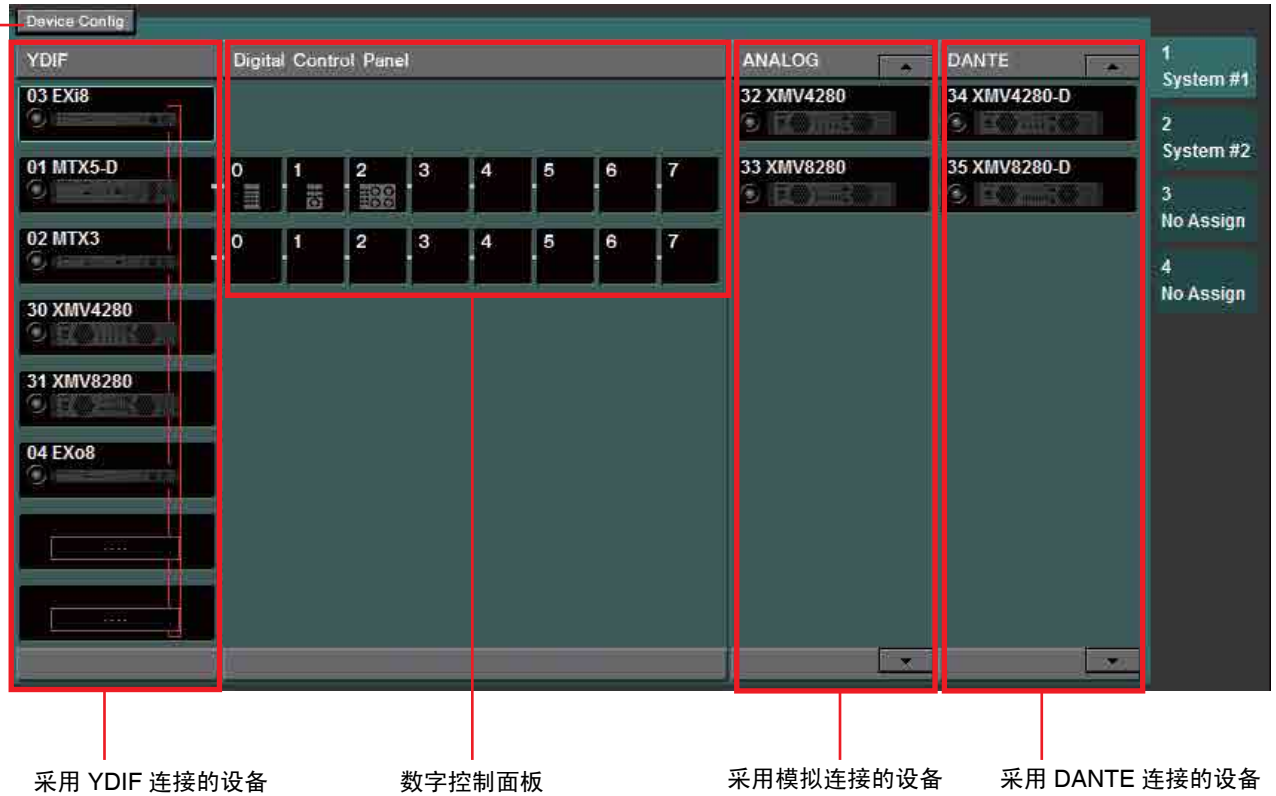 Device Config
YDIF
Digital Control Panel
ANALOG
DANTE
1
System #1
2
System #2
3
No Assign
4
No Assign
03 EXi8
32 XMV4280
34 XMV4280-D
01 MTX5-D
0 1 2 3 4 5 6 7
33 XMV8280
35 XMV8280-D
02 MTX3
0 1 2 3 4 5 6 7
30 XMV4280
31 XMV8280
04 EXo8
----
----
采用 YDIF 连接的设备
数字控制面板
采用模拟连接的设备
采用 DANTE 连接的设备